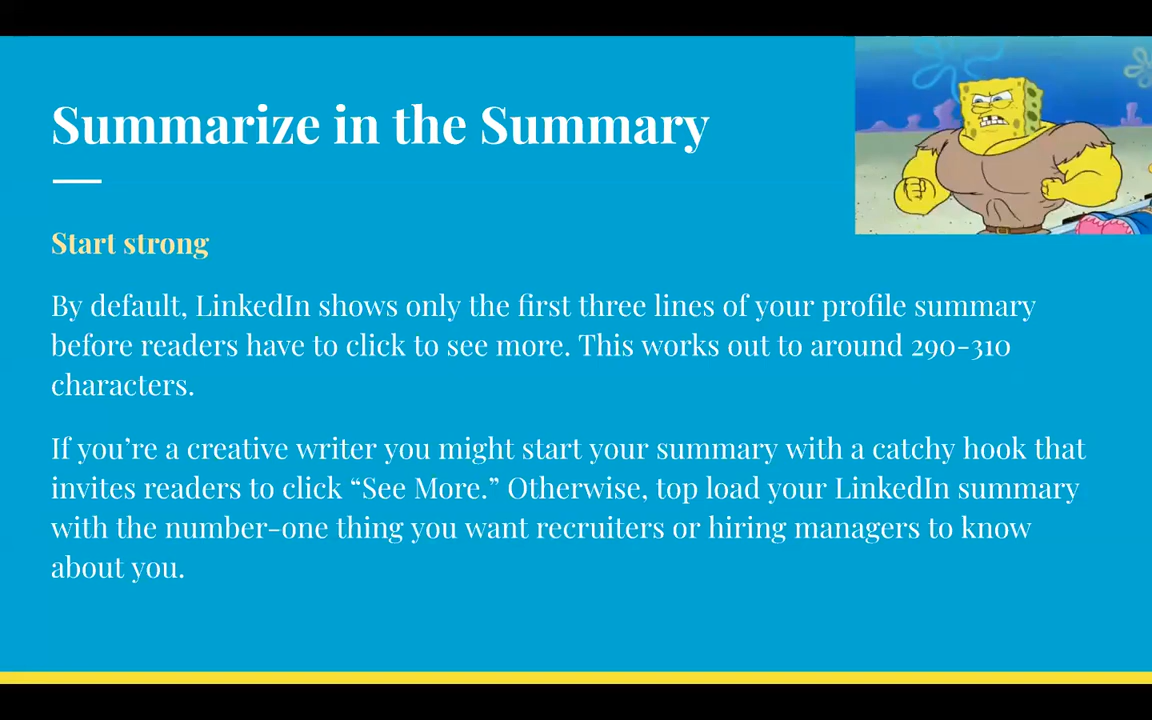 Summarize in the Summary
Start strong
By default, LinkedIn shows only the first three lines of your profile summary
before readers have to click to see more. This works out to around 290-310
characters.
If you’re a creative writer you might start your summary with a catchy hook that
invites readers to click “See More.” Otherwise, top load your LinkedIn summary
with the number-one thing you want recruiters or hiring managers to know
about you.